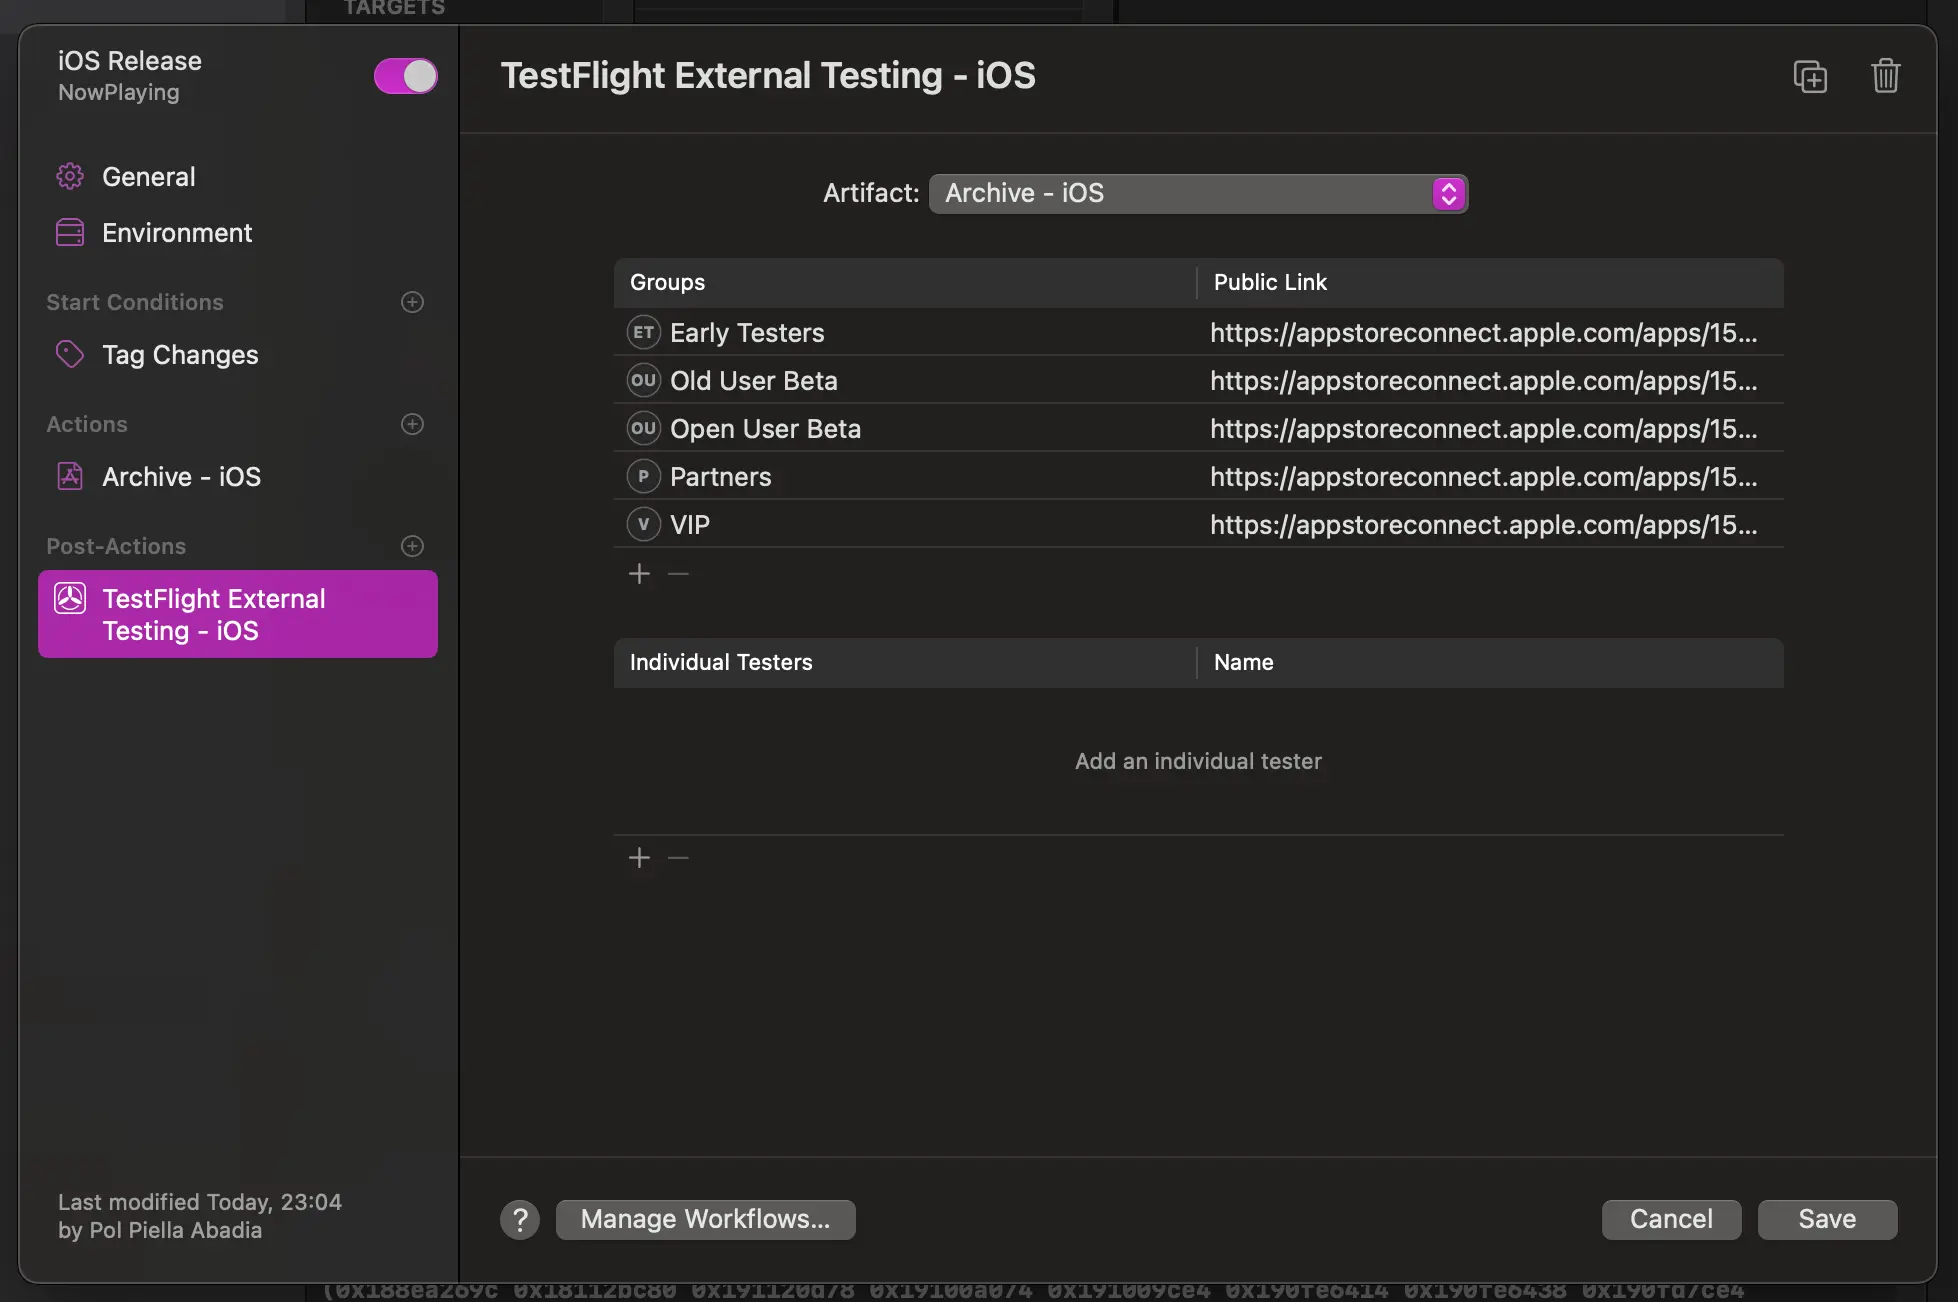 TARGETS
iOS Release
NowPlaying
General
Environment
Start Conditions
Tag Changes
Actions
Archive - iOS
Post-Actions
TestFlight External
Testing - iOS
Last modified Today, 23:04
by Pol Piella Abadia
TestFlight External Testing - iOS
Artifact: Archive - iOS
Groups Public Link
ET Early Testers https://appstoreconnect.apple.com/apps/15...
OU Old User Beta https://appstoreconnect.apple.com/apps/15...
OU Open User Beta https://appstoreconnect.apple.com/apps/15...
P Partners https://appstoreconnect.apple.com/apps/15...
V VIP https://appstoreconnect.apple.com/apps/15...
Individual Testers Name
Add an individual tester
? Manage Workflows... Cancel Save
(0x188ea269c 0x18112bc80 0x191120d78 0x19100a074 0x191009ce4 0x190fe6414 0x190fe6438 0x190fd7ce4